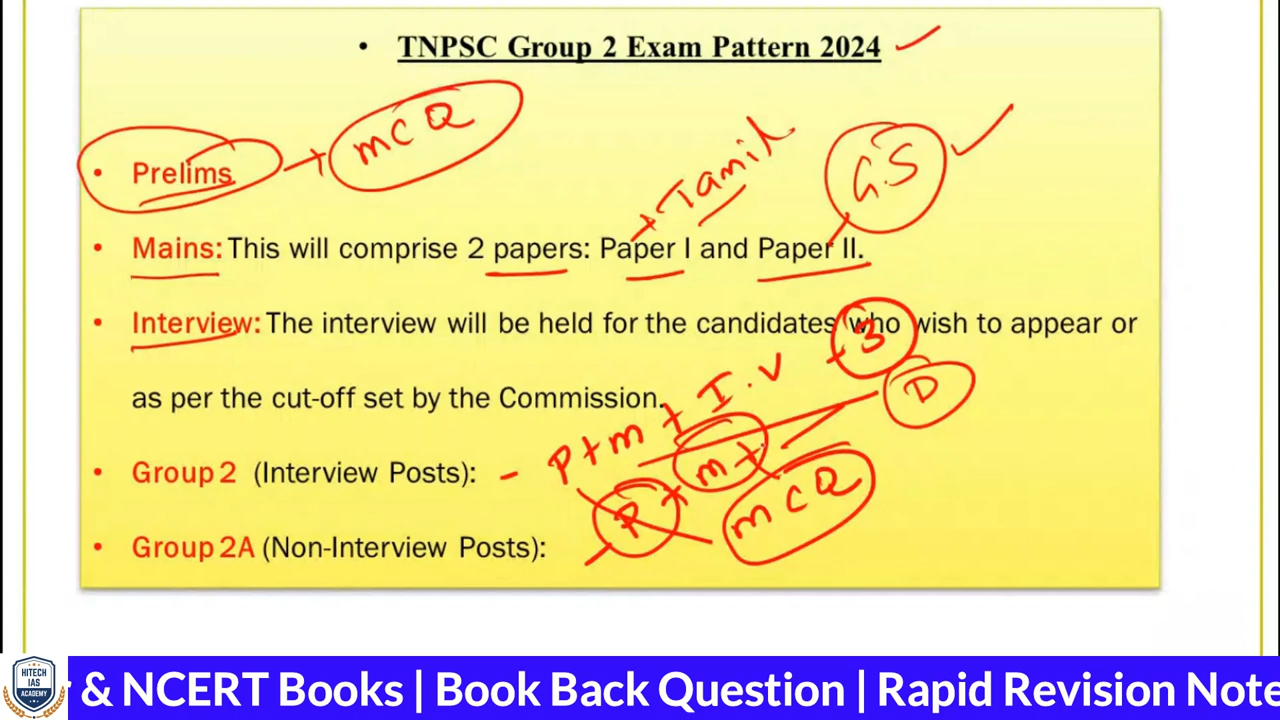 • TNPSC Group 2 Exam Pattern 2024
MCQ
• Prelims
Tamil
G.S
• Mains: This will comprise 2 papers: Paper I and Paper II.
• Interview: The interview will be held for the candidates who wish to appear or
3
as per the cut-off set by the Commission.
D
P+m+I.V
• Group 2 (Interview Posts): -
P+m+
MCQ
• Group 2A (Non-Interview Posts):
HITECH
IAS
ACADEMY
& NCERT Books | Book Back Question | Rapid Revision Note